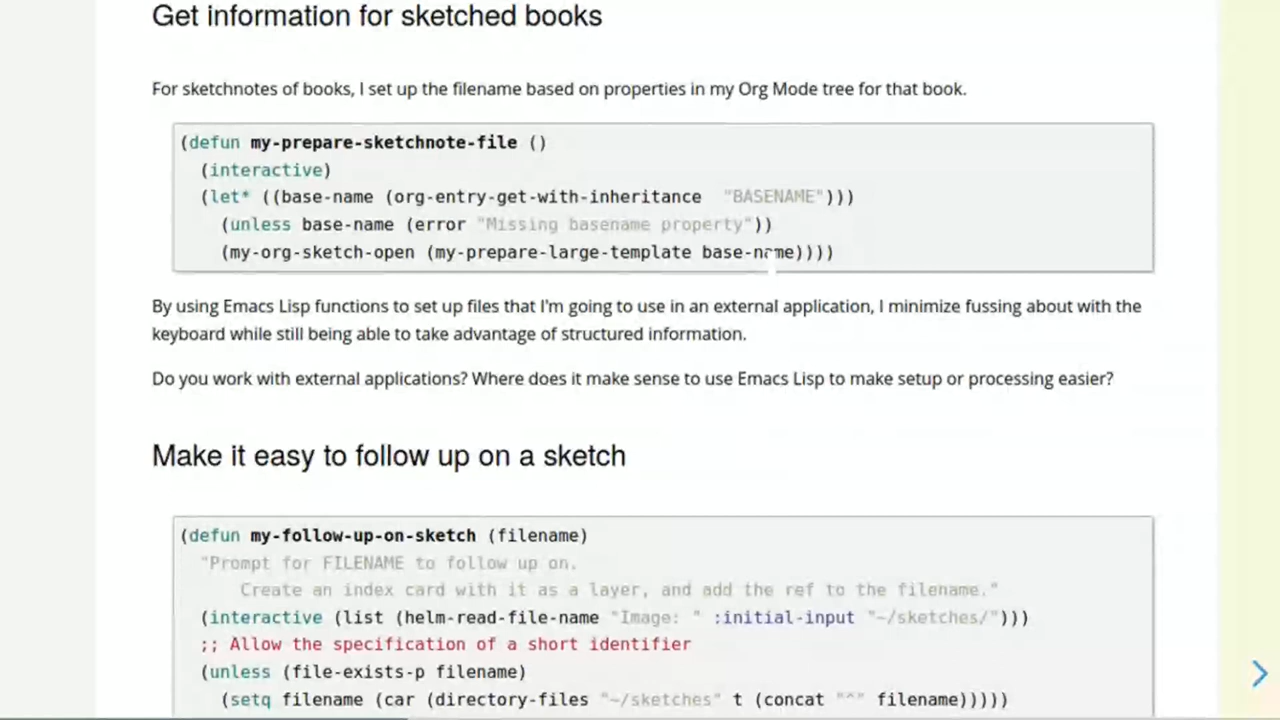 Get information for sketched books
For sketchnotes of books, I set up the filename based on properties in my Org Mode tree for that book.
(defun my-prepare-sketchnote-file ()
  (interactive)
  (let* ((base-name (org-entry-get-with-inheritance  "BASENAME")))
    (unless base-name (error "Missing basename property"))
    (my-org-sketch-open (my-prepare-large-template base-name))))
By using Emacs Lisp functions to set up files that I'm going to use in an external application, I minimize fussing about with the
keyboard while still being able to take advantage of structured information.
Do you work with external applications? Where does it make sense to use Emacs Lisp to make setup or processing easier?
Make it easy to follow up on a sketch
(defun my-follow-up-on-sketch (filename)
  "Prompt for FILENAME to follow up on.
      Create an index card with it as a layer, and add the ref to the filename."
  (interactive (list (helm-read-file-name "Image: " :initial-input "~/sketches/")))
  ;; Allow the specification of a short identifier
  (unless (file-exists-p filename)
    (setq filename (car (directory-files "~/sketches" t (concat "^" filename)))))